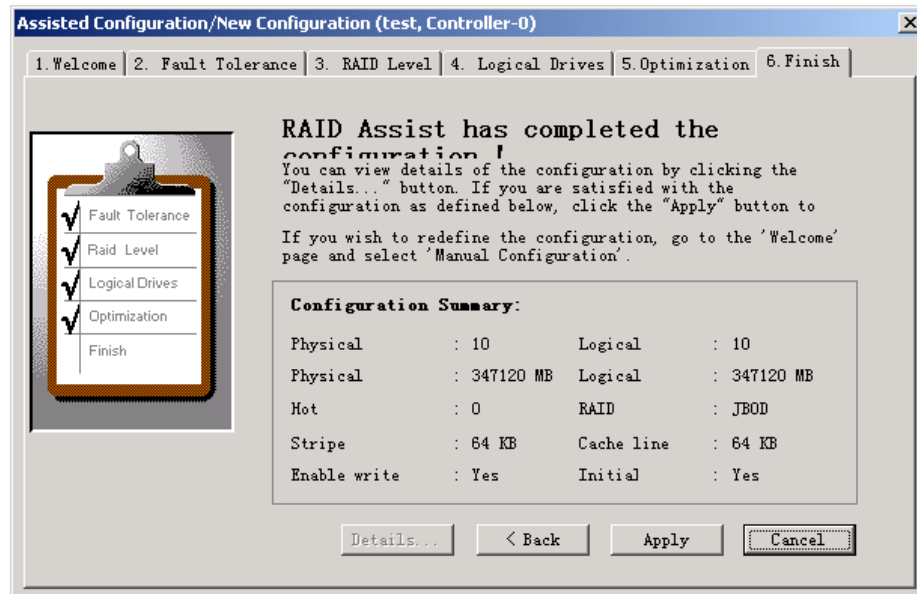 Assisted Configuration/New Configuration (test, Controller-0)
1.Welcome 2. Fault Tolerance 3. RAID Level 4. Logical Drives 5.Optimization 6.Finish
Fault Tolerance
Raid Level
Logical Drives
Optimization
Finish
RAID Assist has completed the
configuration !
You can view details of the configuration by clicking the
"Details..." button. If you are satisfied with the
configuration as defined below, click the "Apply" button to
If you wish to redefine the configuration, go to the 'Welcome'
page and select 'Manual Configuration'.
Configuration Summary:
Physical : 10 Logical : 10
Physical : 347120 MB Logical : 347120 MB
Hot : 0 RAID : JBOD
Stripe : 64 KB Cache line : 64 KB
Enable write : Yes Initial : Yes
Details... < Back Apply Cancel